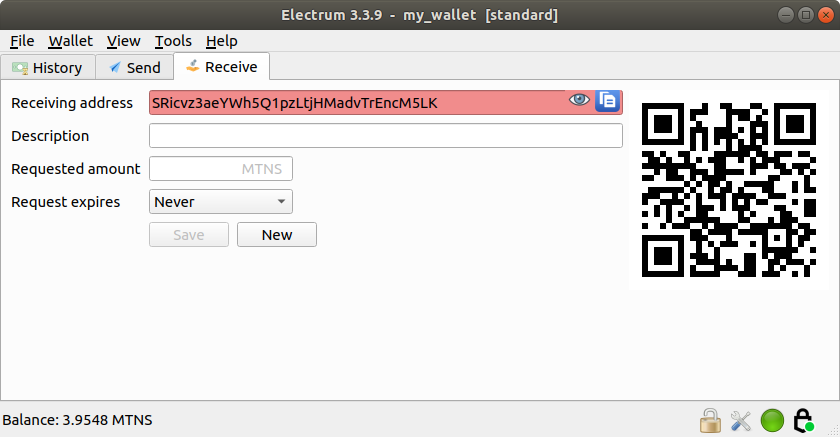 Electrum 3.3.9 - my_wallet [standard]
File Wallet View Tools Help
History Send Receive
Receiving address SRicvz3aeYWh5Q1pzLtjHMadvTrEncM5LK
Description
Requested amount MTNS
Request expires Never
Save New
Balance: 3.9548 MTNS